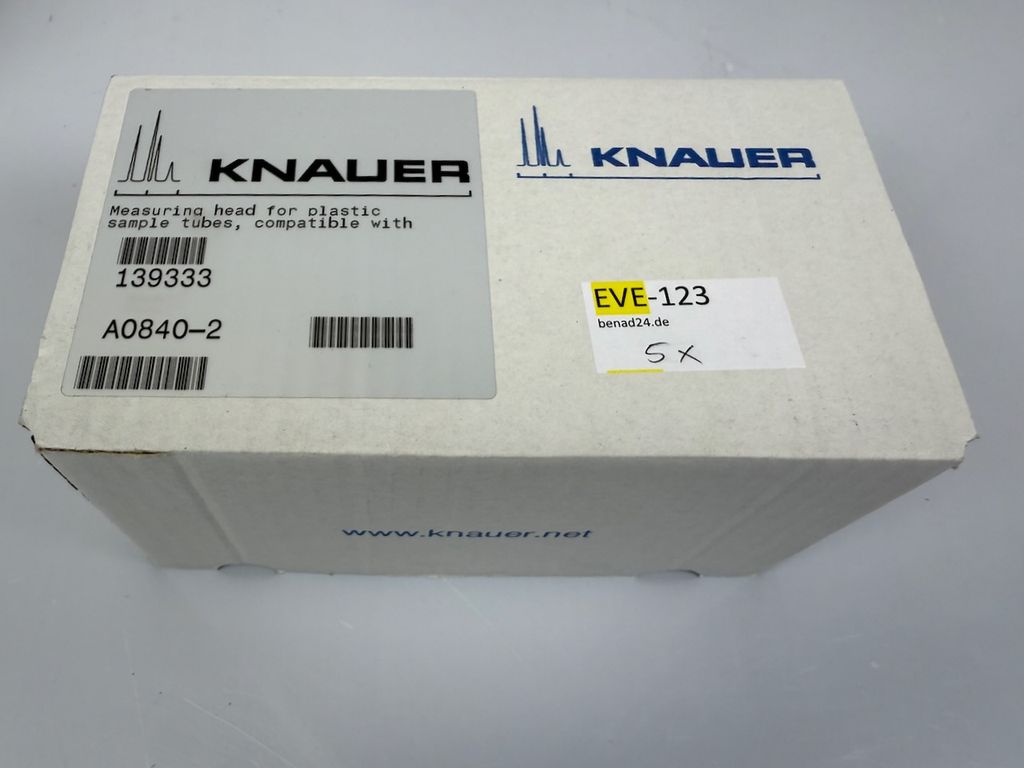 KNAUER
Measuring head for plastic
sample tubes, compatible with
139333
A0840-2
KNAUER
EVE-123
benad24.de
5 x
www.knauer.net